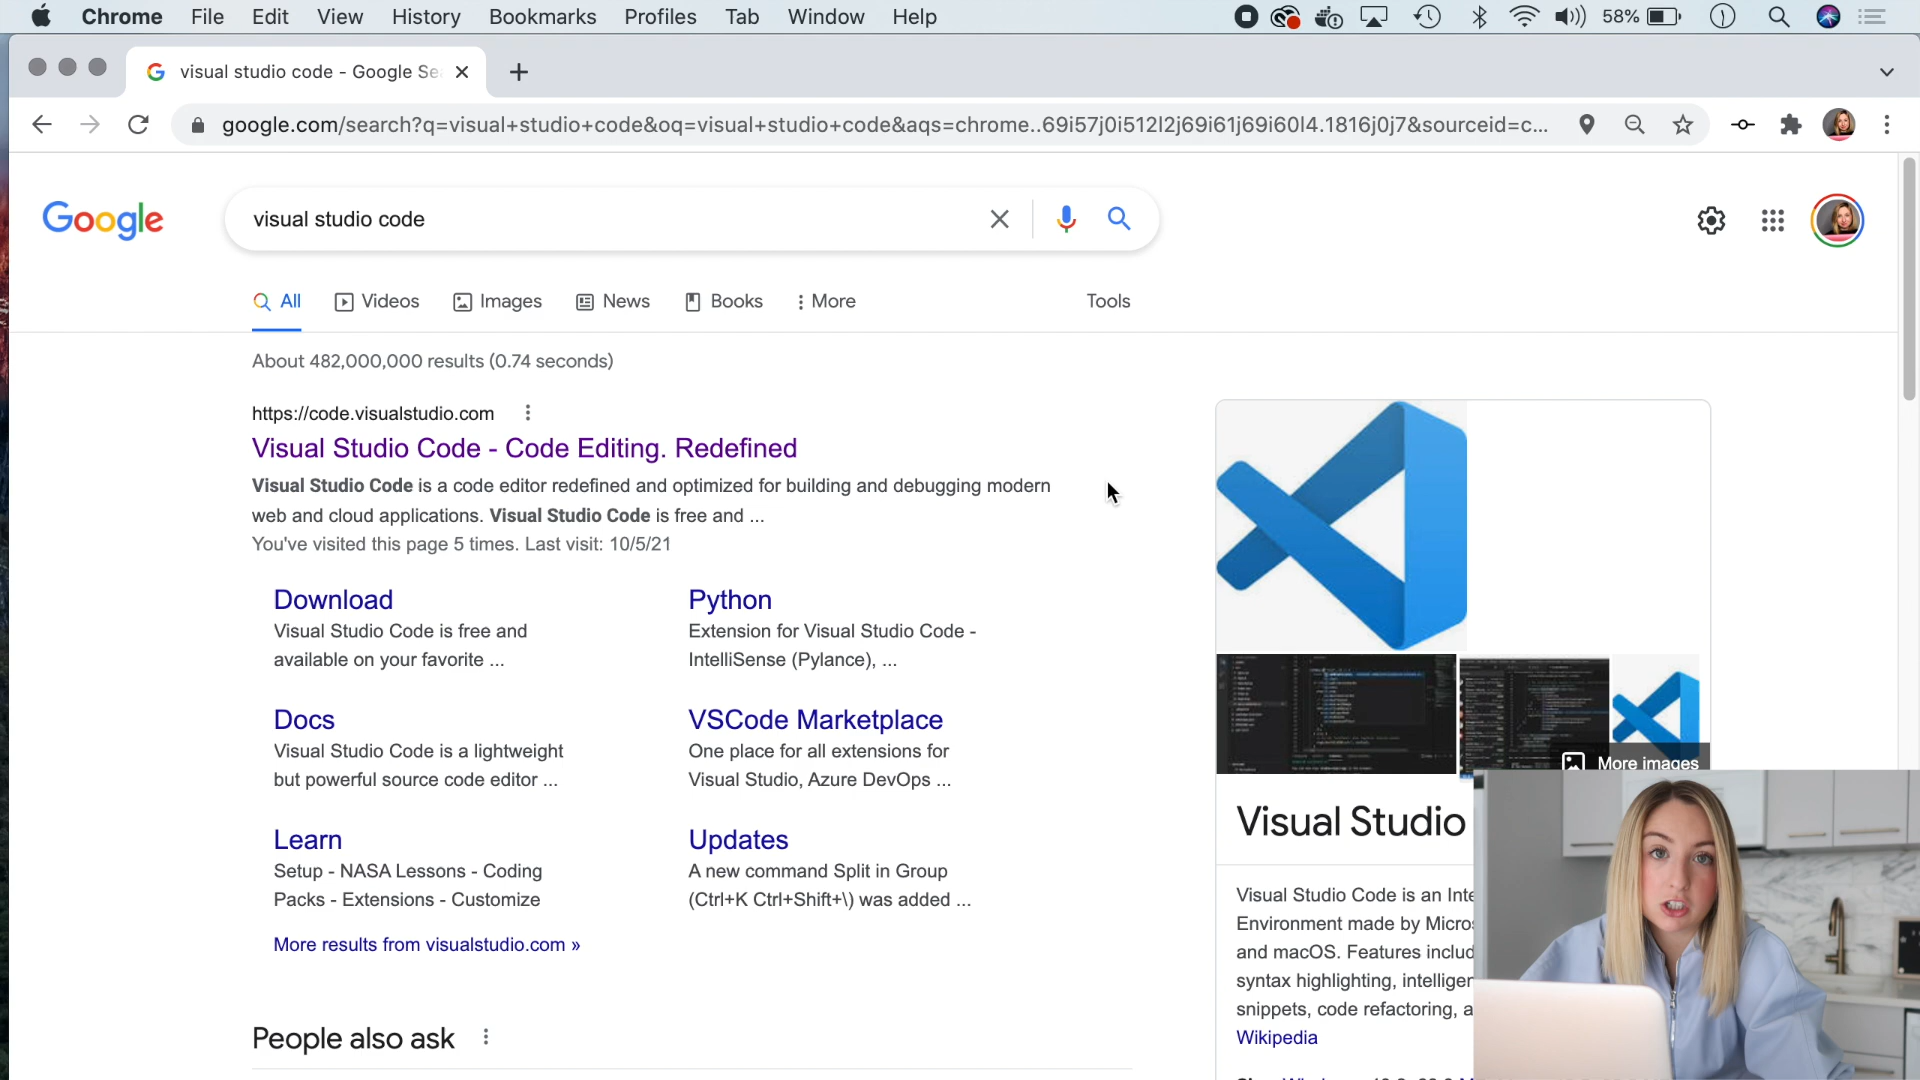 Chrome File Edit View History Bookmarks Profiles Tab Window Help 58%
visual studio code - Google Se
google.com/search?q=visual+studio+code&oq=visual+studio+code&aqs=chrome..69i57j0i512l2j69i61j69i60l4.1816j0j7&sourceid=c...
Google visual studio code
All Videos Images News Books More Tools
About 482,000,000 results (0.74 seconds)
https://code.visualstudio.com
Visual Studio Code - Code Editing. Redefined
Visual Studio Code is a code editor redefined and optimized for building and debugging modern
web and cloud applications. Visual Studio Code is free and ...
You've visited this page 5 times. Last visit: 10/5/21
Download
Visual Studio Code is free and
available on your favorite ...
Python
Extension for Visual Studio Code -
IntelliSense (Pylance), ...
Docs
Visual Studio Code is a lightweight
but powerful source code editor ...
VSCode Marketplace
One place for all extensions for
Visual Studio, Azure DevOps ...
Learn
Setup - NASA Lessons - Coding
Packs - Extensions - Customize
Updates
A new command Split in Group
(Ctrl+K Ctrl+Shift+\) was added ...
More results from visualstudio.com »
People also ask
More images
Visual Studio
Visual Studio Code is an Inte
Environment made by Micros
and macOS. Features includ
syntax highlighting, intelliger
snippets, code refactoring, a
Wikipedia